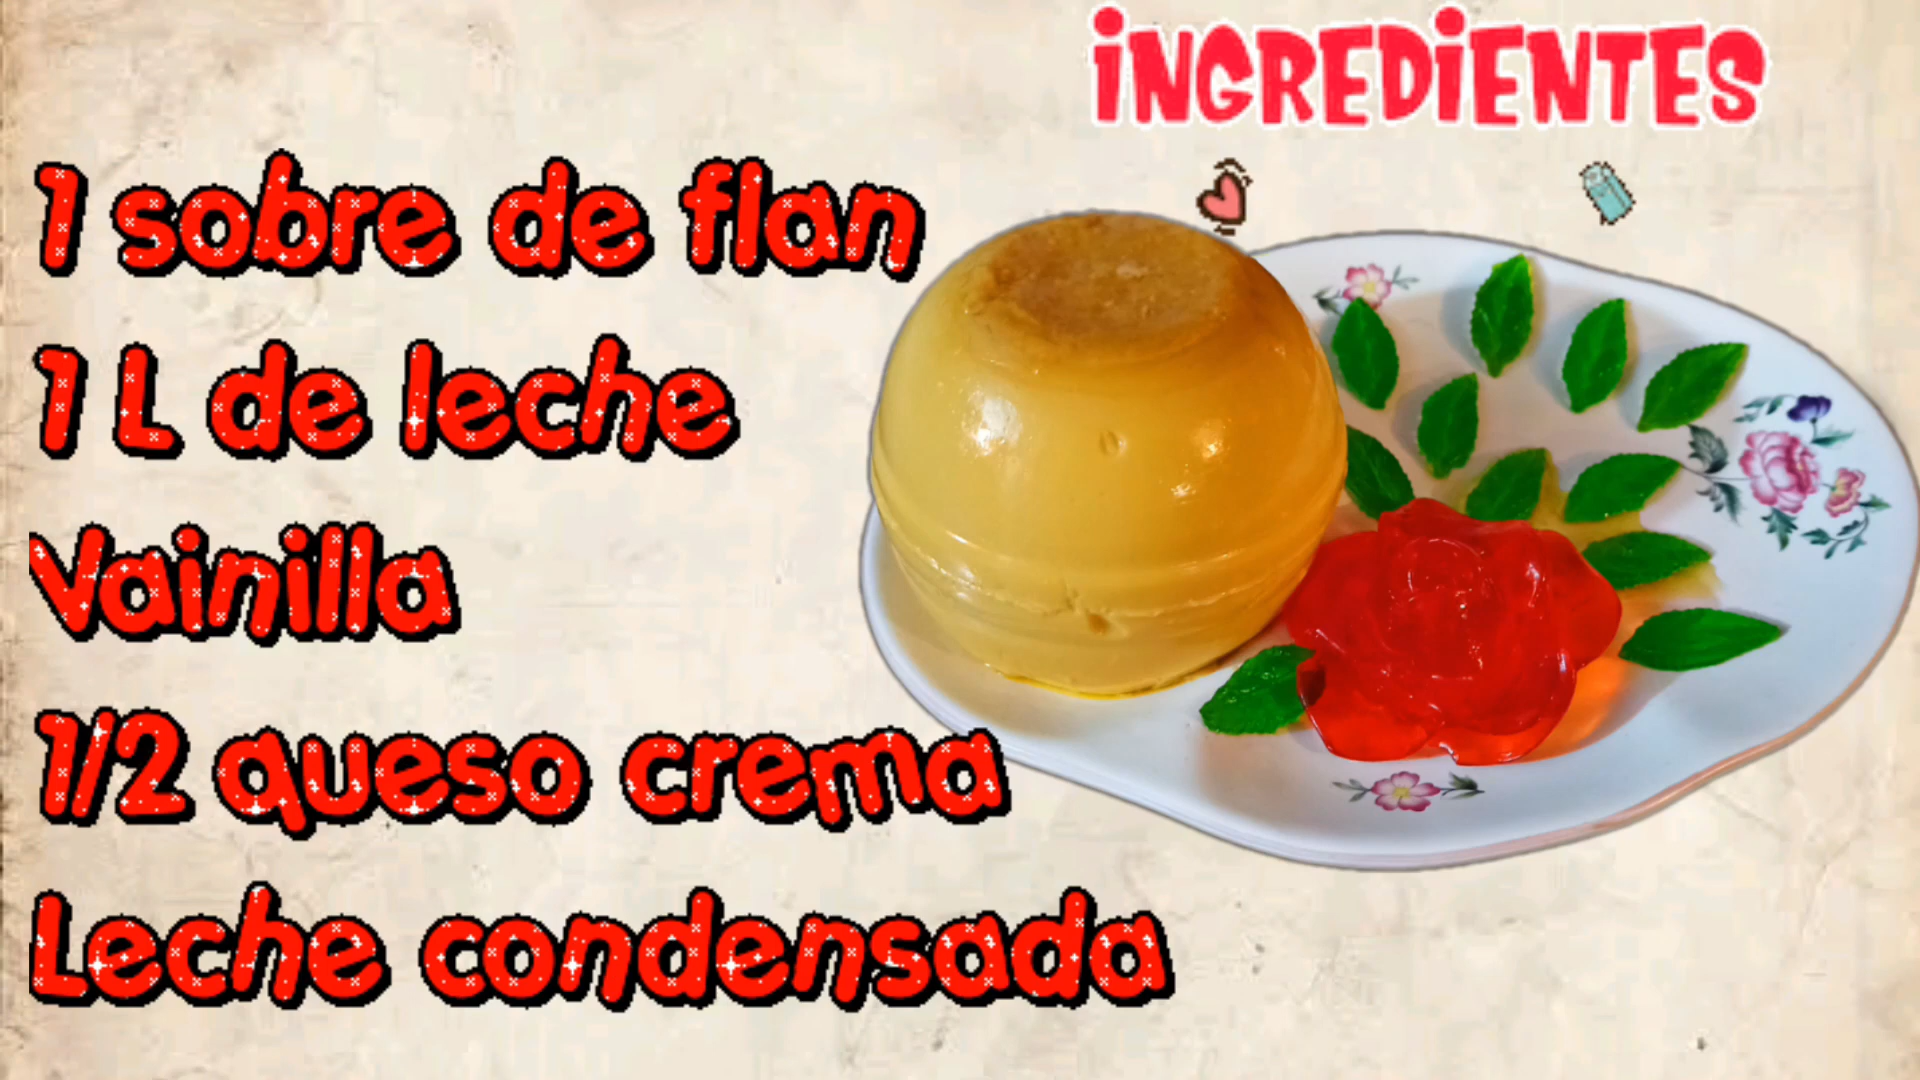 INGREDIENTES
1 sobre de flan
1 L de leche
Vainilla
1/2 queso crema
Leche condensada